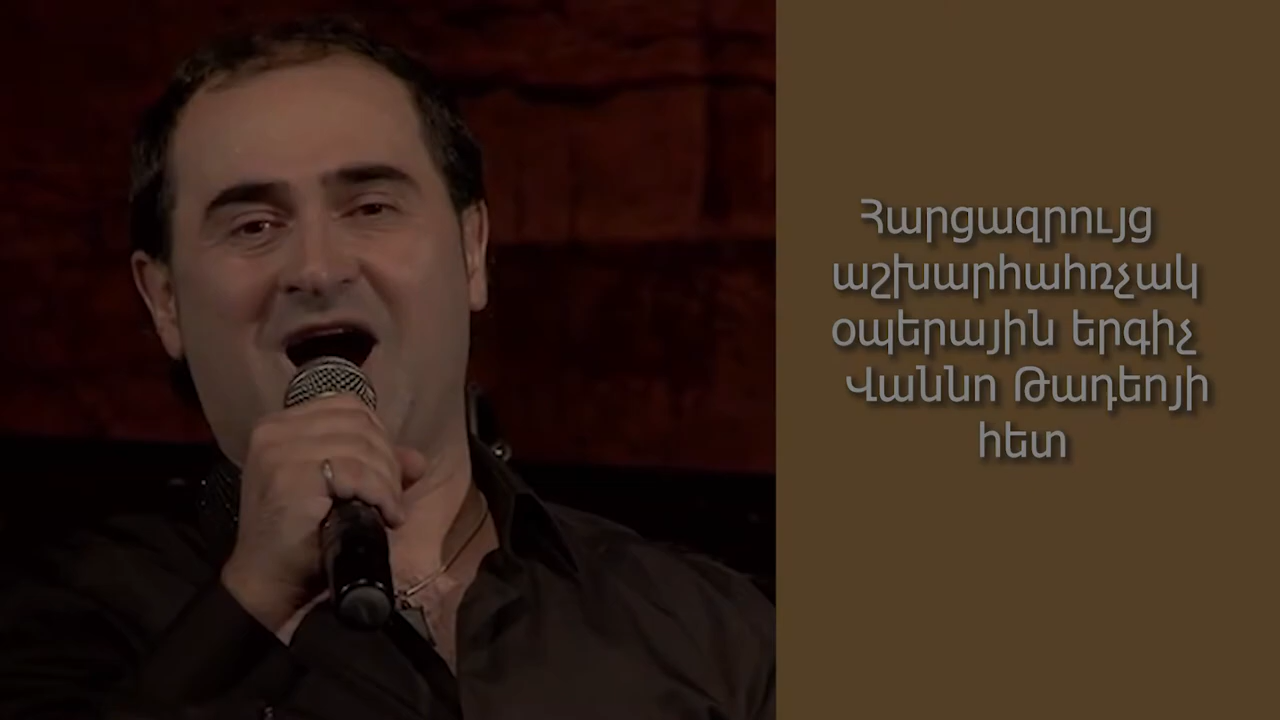 Հարցազրույց
աշխարհահռչակ
օպերային երգիչ
Վաննո Թադեոյի
հետ